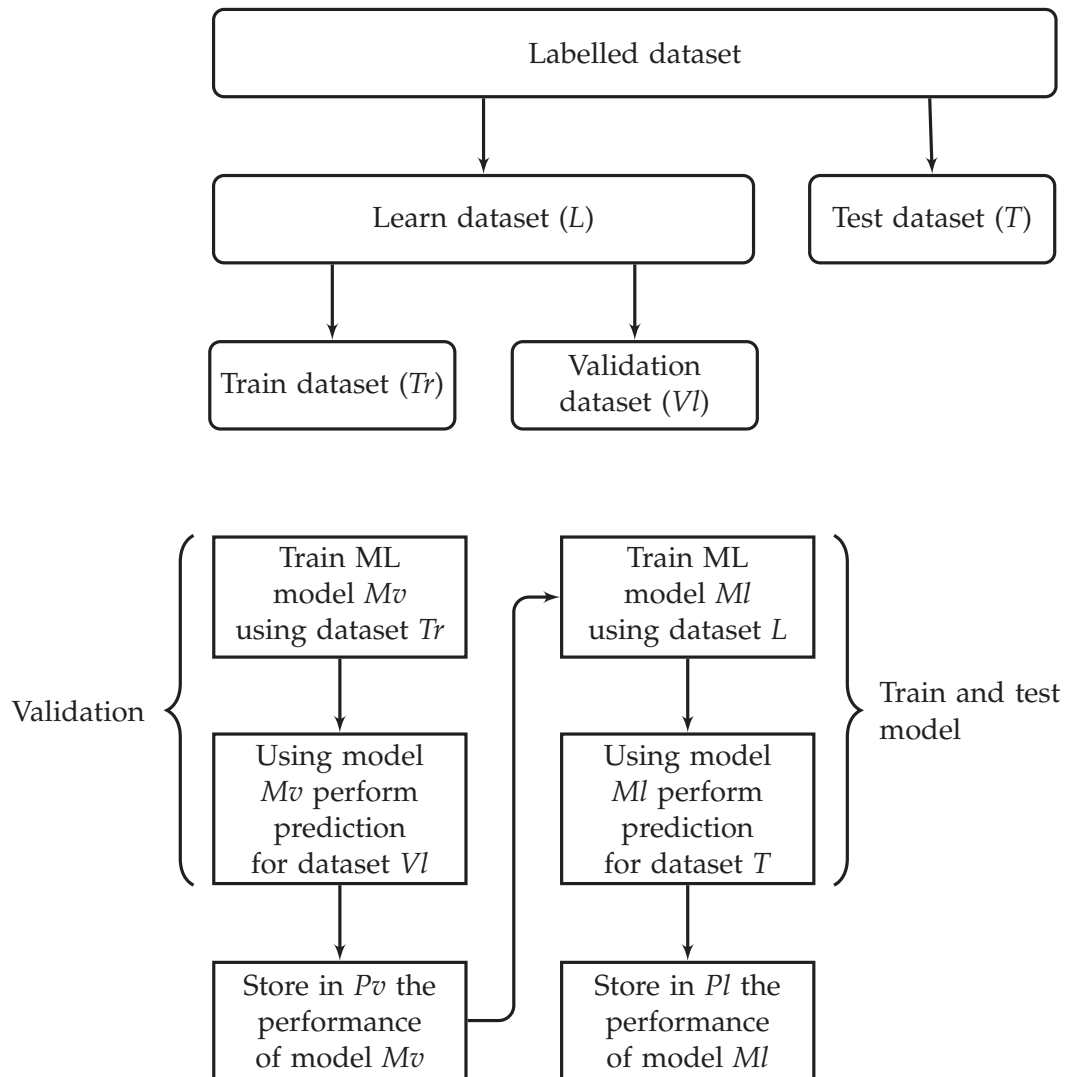 Labelled dataset
Learn dataset (L)
Test dataset (T)
Train dataset (Tr)
Validation
dataset (Vl)
Validation
Train ML
model Mv
using dataset Tr
Using model
Mv perform
prediction
for dataset Vl
Store in Pv the
performance
of model Mv
Train ML
model Ml
using dataset L
Using model
Ml perform
prediction
for dataset T
Store in Pl the
performance
of model Ml
Train and test
model